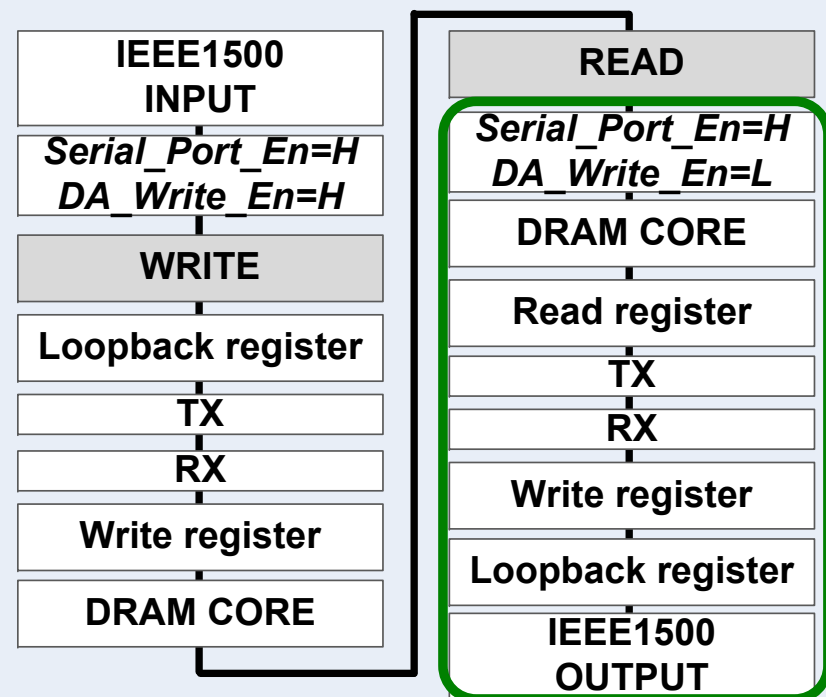 IEEE1500
INPUT
Serial_Port_En=H
DA_Write_En=H
WRITE
Loopback register
TX
RX
Write register
DRAM CORE
READ
Serial_Port_En=H
DA_Write_En=L
DRAM CORE
Read register
TX
RX
Write register
Loopback register
IEEE1500
OUTPUT